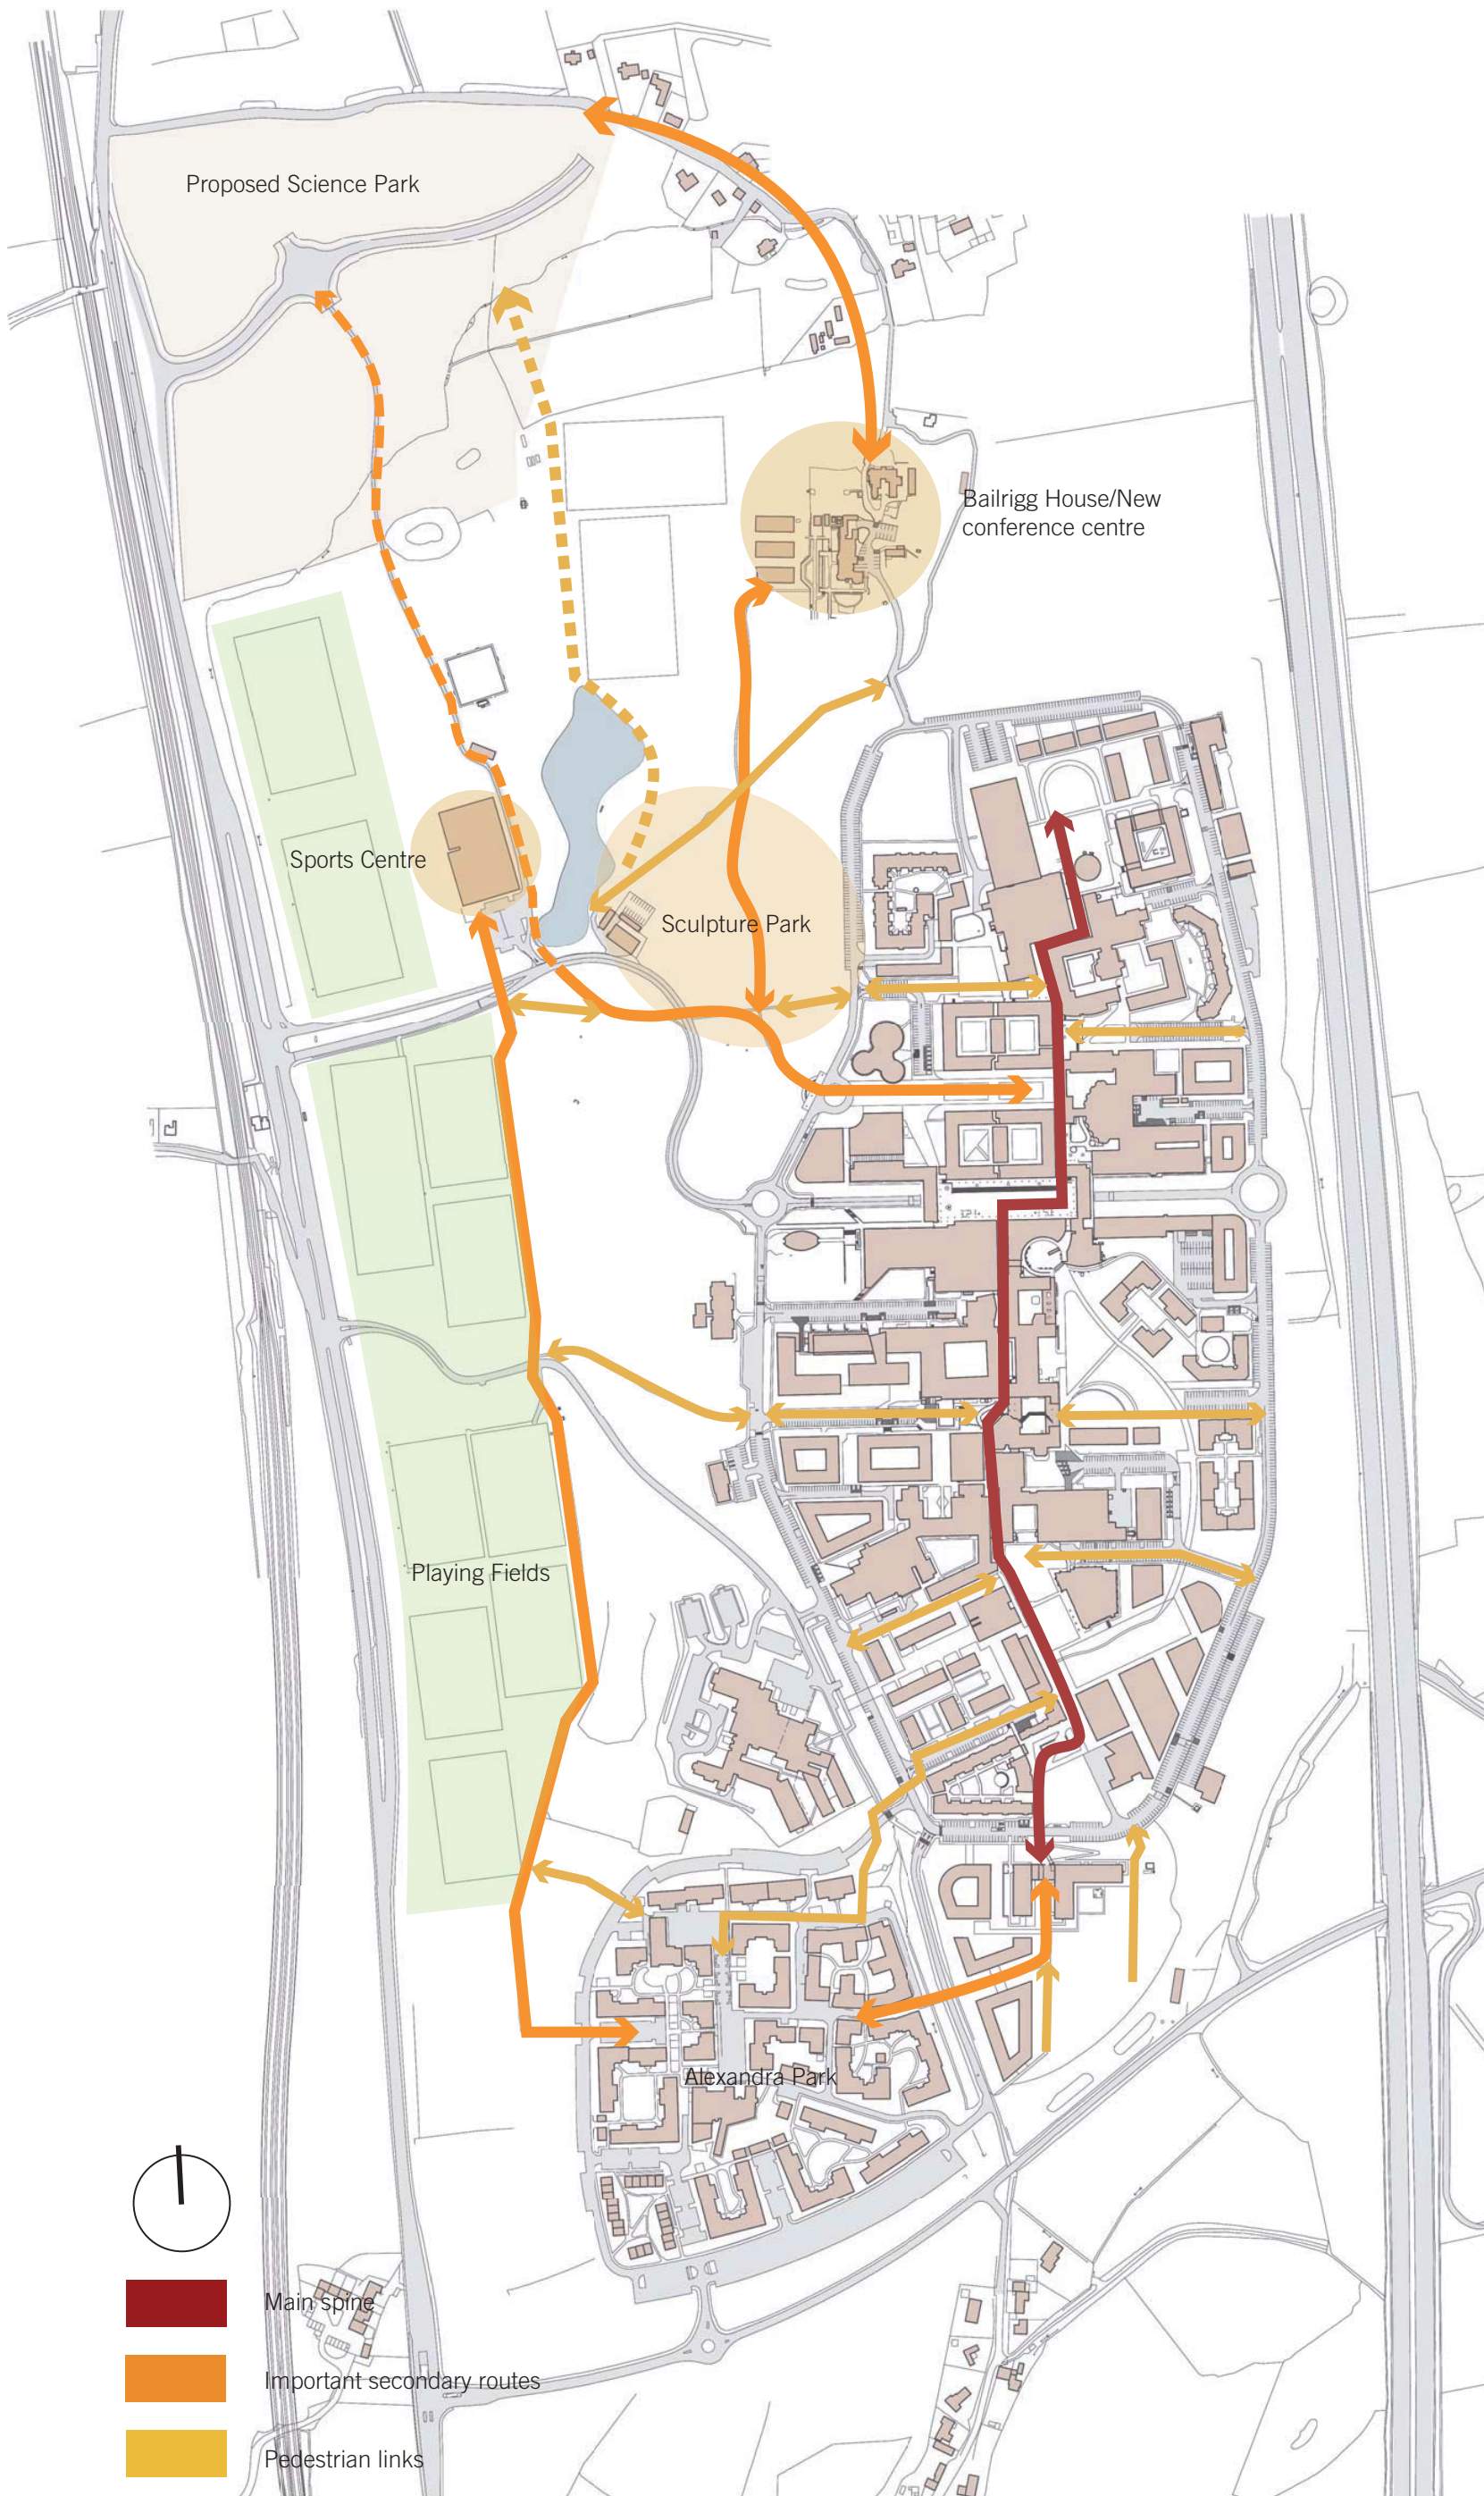 Proposed Science Park
Bailrigg House/New
conference centre
Sports Centre
Sculpture Park
Playing Fields
Alexandra Park
Main spine
Important secondary routes
Pedestrian links